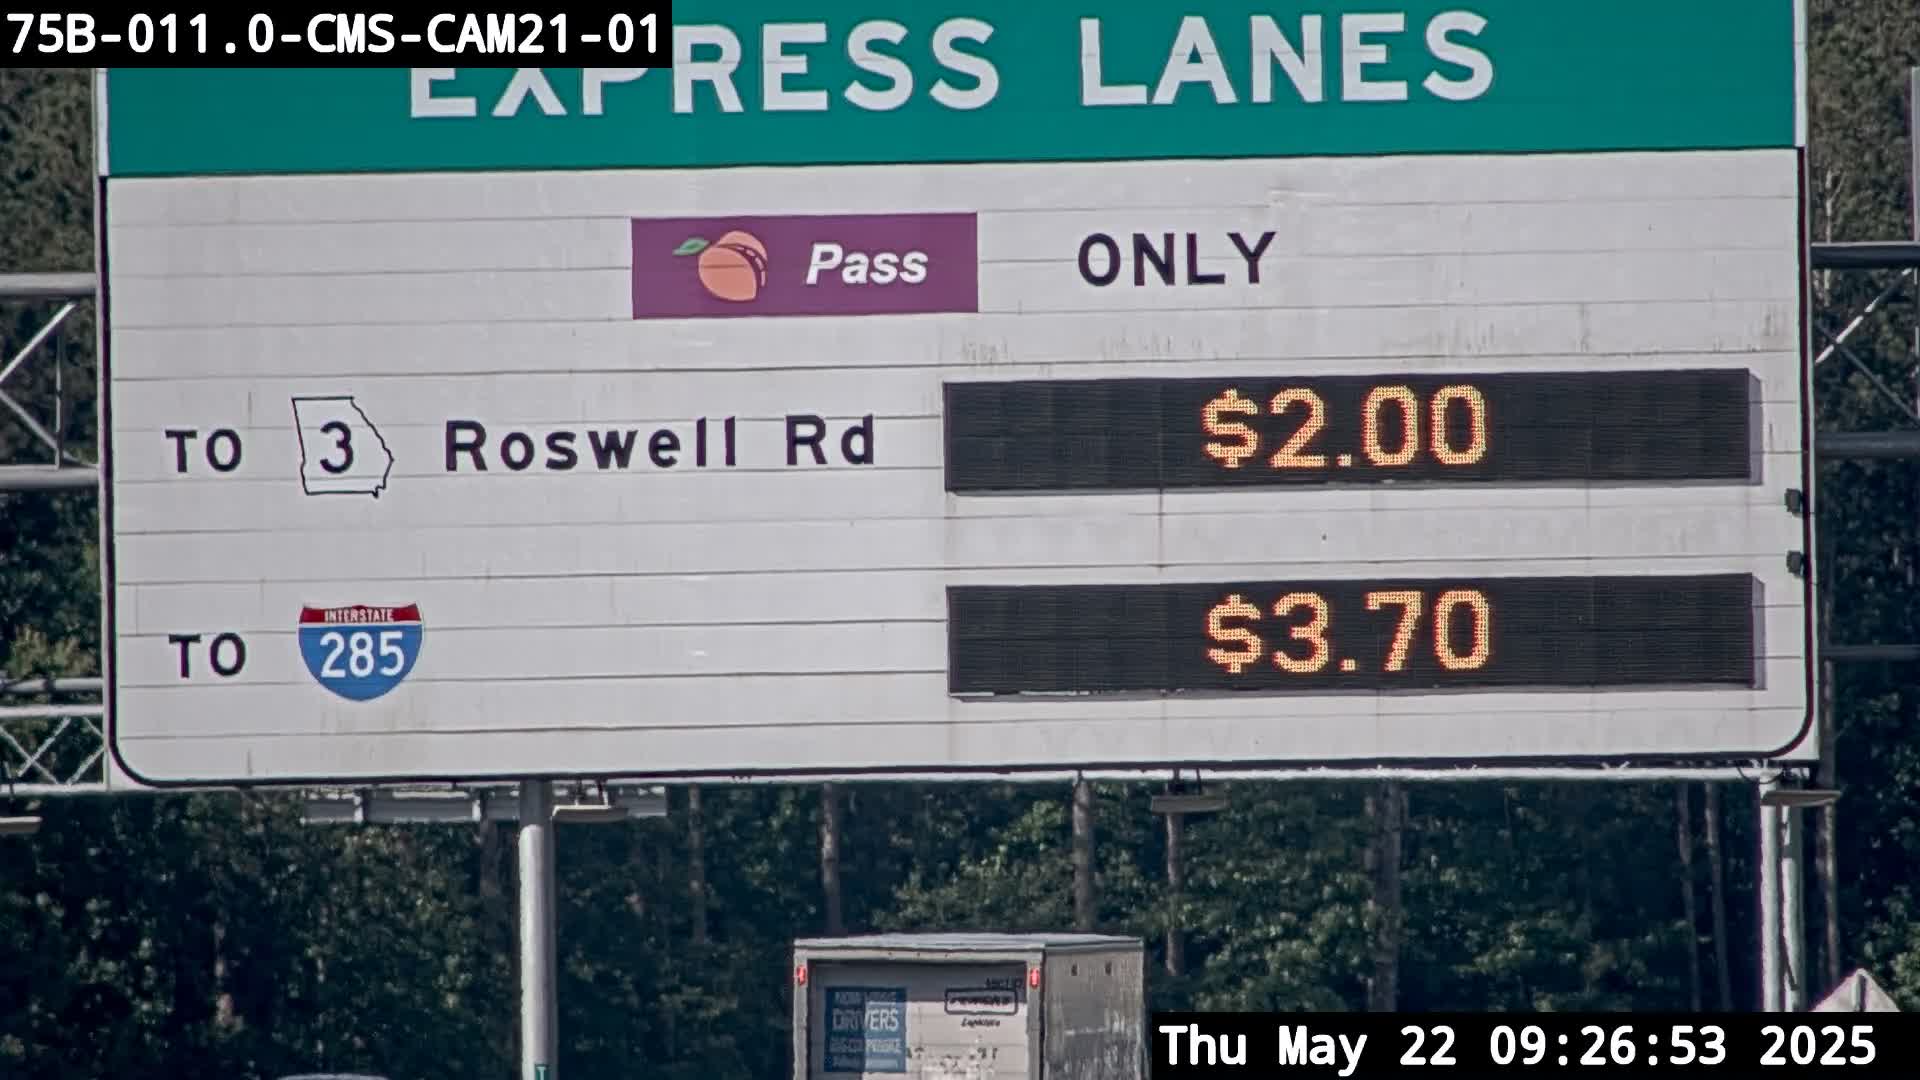 75B-011.0-CMS-CAM21-01
EXPRESS LANES
Pass ONLY
TO 3 Roswell Rd $2.00
TO INTERSTATE 285 $3.70
DRIVERS
Thu May 22 09:26:53 2025